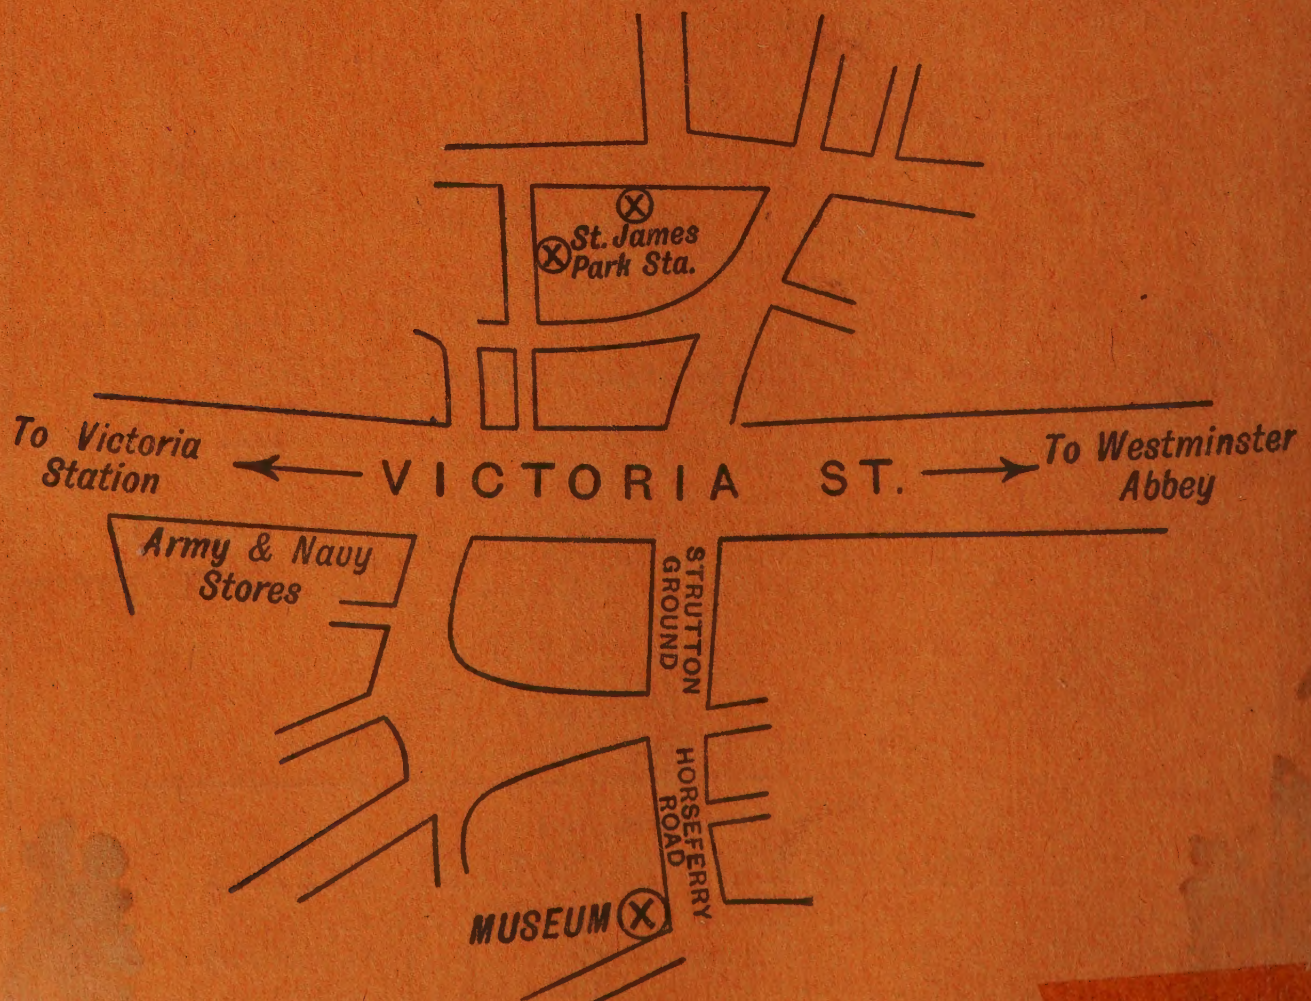 St. James
Park Sta.
To Victoria
Station
VICTORIA ST.
To Westminster
Abbey
Army & Navy
Stores
STRUTTON
GROUND
HORSEFERRY
ROAD
MUSEUM